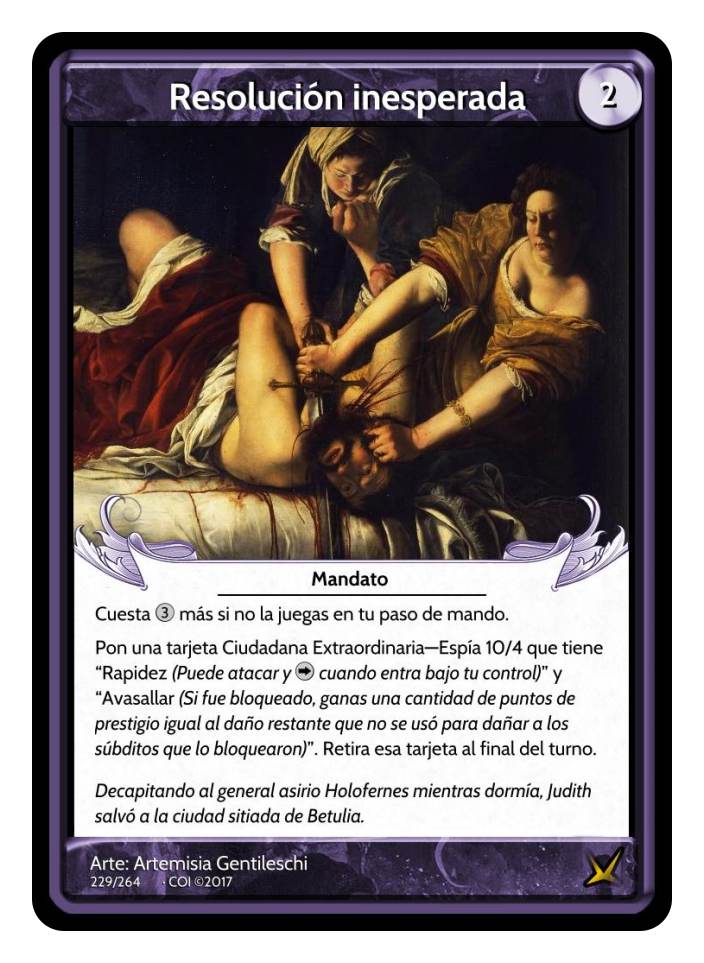 Resolución inesperada
2
Mandato
Cuesta 3 más si no la juegas en tu paso de mando.
Pon una tarjeta Ciudadana Extraordinaria—Espía 10/4 que tiene
“Rapidez (Puede atacar y ➡ cuando entra bajo tu control)” y
“Avasallar (Si fue bloqueado, ganas una cantidad de puntos de
prestigio igual al daño restante que no se usó para dañar a los
súbditos que lo bloquearon)”. Retira esa tarjeta al final del turno.
Decapitando al general asirio Holofernes mientras dormía, Judith
salvó a la ciudad sitiada de Betulia.
Arte: Artemisia Gentileschi
229/264 · COI ©2017